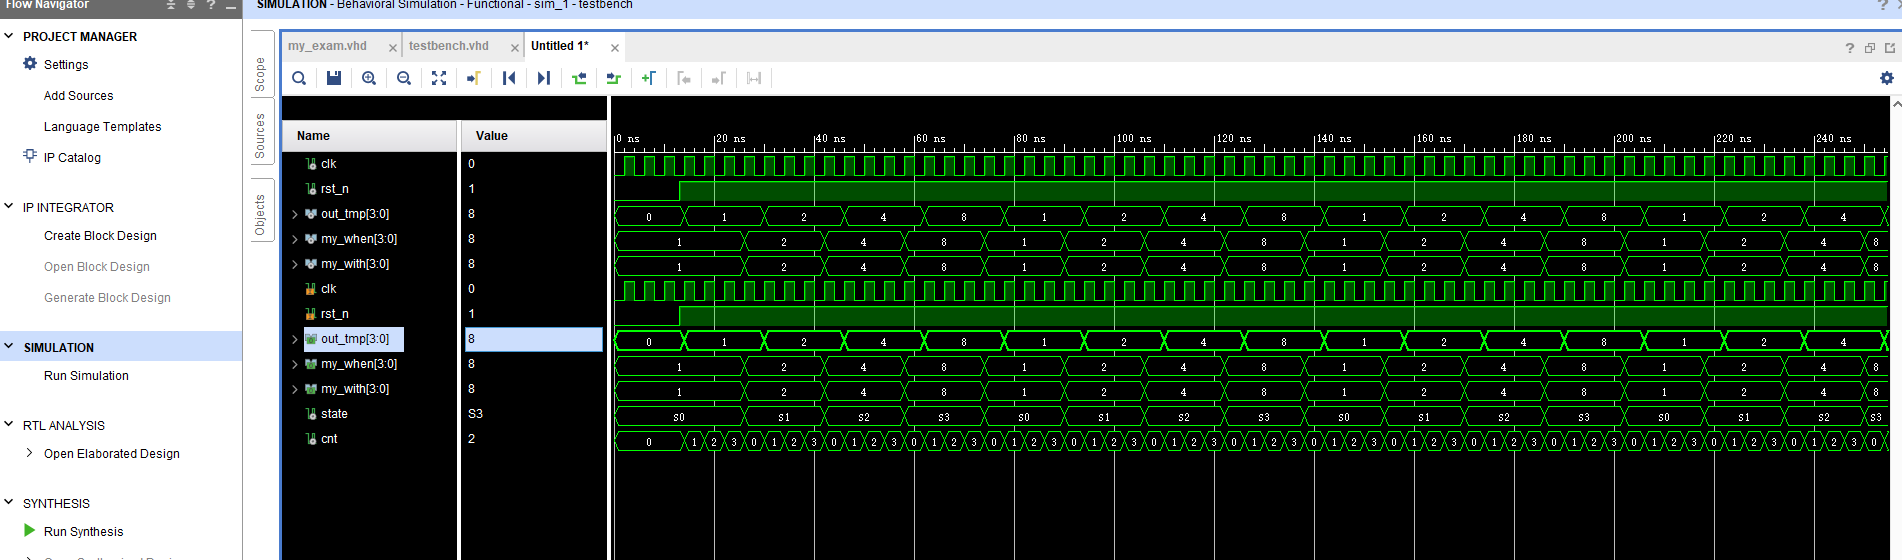 Flow Navigator
SIMULATION - Behavioral Simulation - Functional - sim_1 - testbench
PROJECT MANAGER
Settings
Add Sources
Language Templates
IP Catalog
IP INTEGRATOR
Create Block Design
Open Block Design
Generate Block Design
SIMULATION
Run Simulation
RTL ANALYSIS
Open Elaborated Design
SYNTHESIS
Run Synthesis
Scope
Sources
Objects
my_exam.vhd
testbench.vhd
Untitled 1*
Name Value
0 ns 20 ns 40 ns 60 ns 80 ns 100 ns 120 ns 140 ns 160 ns 180 ns 200 ns 220 ns 240 ns
clk 0
rst_n 1
out_tmp[3:0] 8 0 1 2 4 8 1 2 4 8 1 2 4 8 1 2 4
my_when[3:0] 8 1 2 4 8 1 2 4 8 1 2 4 8 1 2 4 8
my_with[3:0] 8 1 2 4 8 1 2 4 8 1 2 4 8 1 2 4 8
clk 0
rst_n 1
out_tmp[3:0] 8 0 1 2 4 8 1 2 4 8 1 2 4 8 1 2 4
my_when[3:0] 8 1 2 4 8 1 2 4 8 1 2 4 8 1 2 4 8
my_with[3:0] 8 1 2 4 8 1 2 4 8 1 2 4 8 1 2 4 8
state S3 S0 S1 S2 S3 S0 S1 S2 S3 S0 S1 S2 S3 S0 S1 S2 S3
cnt 2 0 1 2 3 0 1 2 3 0 1 2 3 0 1 2 3 0 1 2 3 0 1 2 3 0 1 2 3 0 1 2 3 0 1 2 3 0 1 2 3 0 1 2 3 0 1 2 3 0 1 2 3 0 1 2 3 0 1 2 3 0